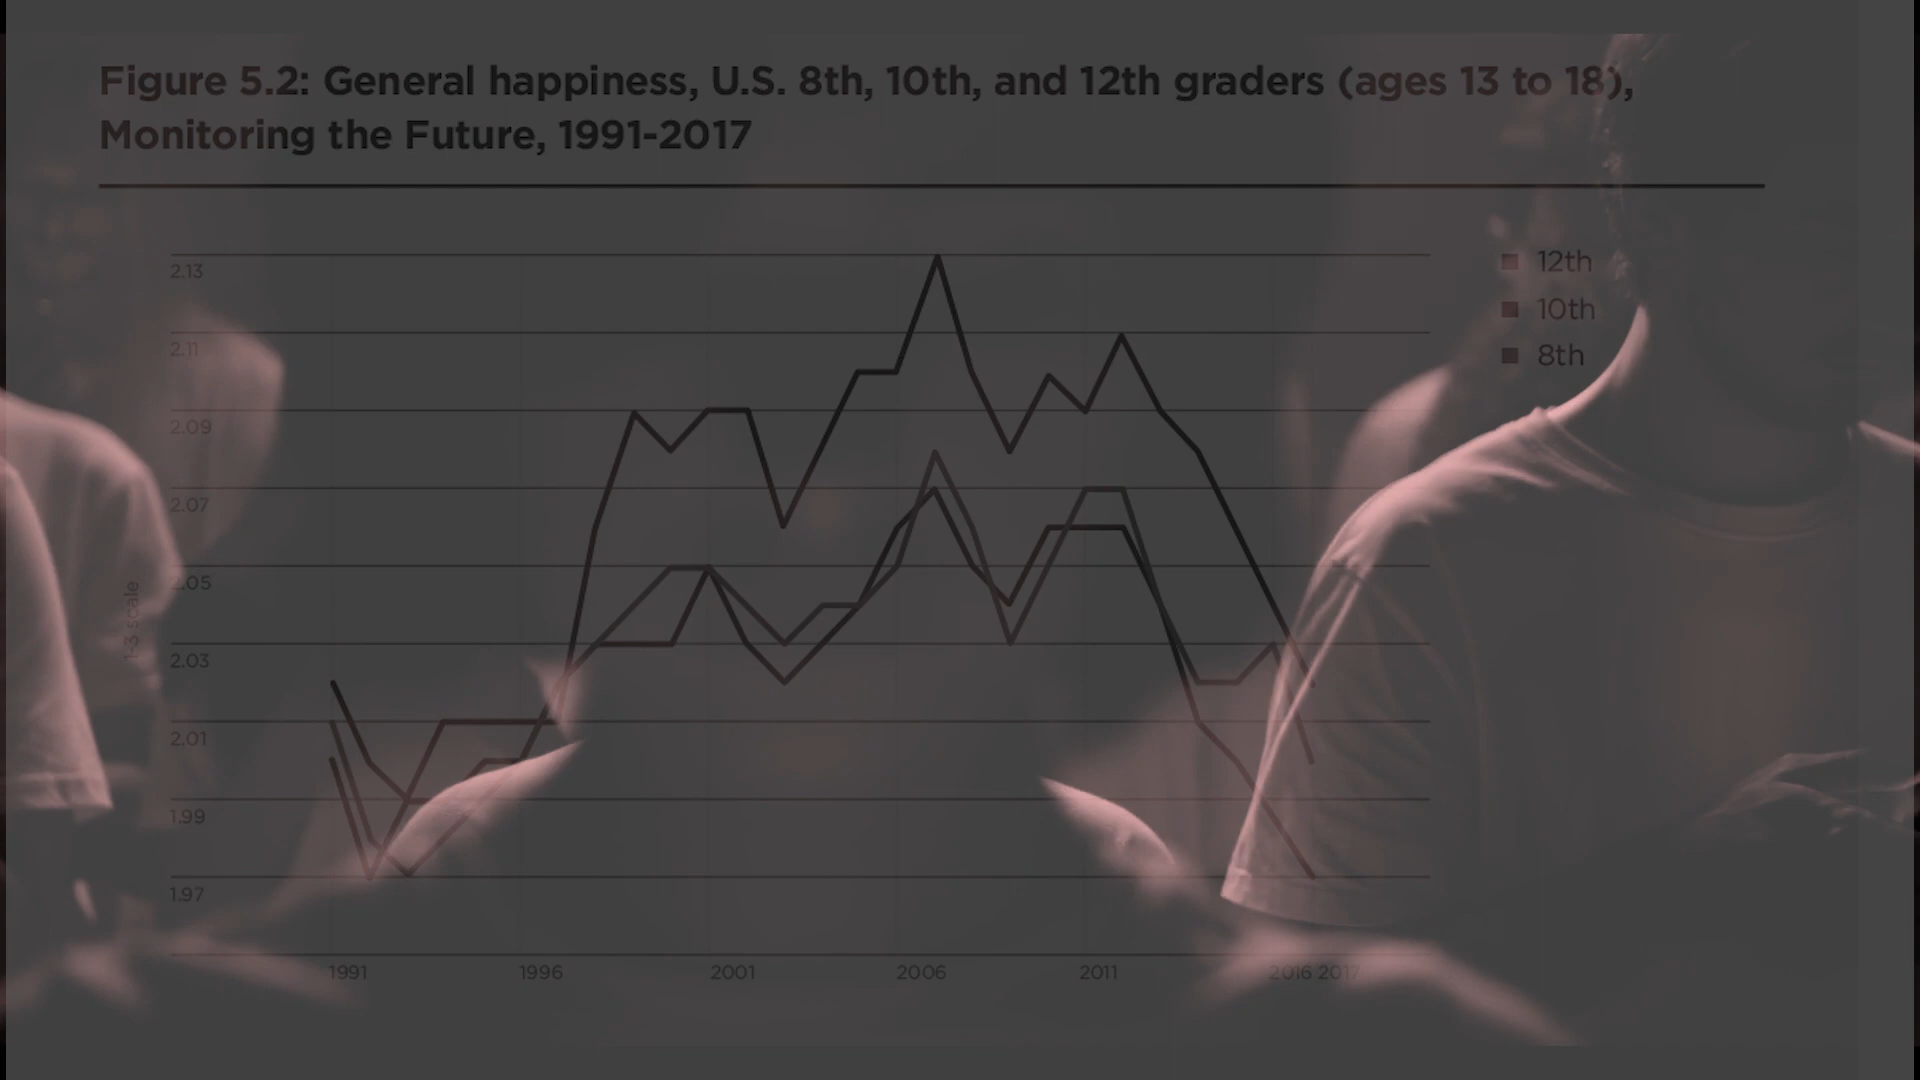 Figure 5.2: General happiness, U.S. 8th, 10th, and 12th graders (ages 13 to 18),
Monitoring the Future, 1991-2017
2.13
2.11
2.09
2.07
2.05
2.03
2.01
1.99
1.97
1-3 scale
1991 1996 2001 2006 2011 2016 2017
12th
10th
8th